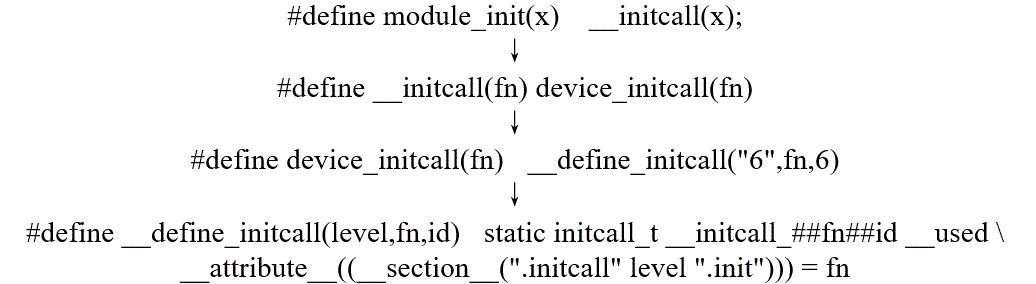 #define module_init(x) __initcall(x);
↓
#define __initcall(fn) device_initcall(fn)
↓
#define device_initcall(fn) __define_initcall("6",fn,6)
↓
#define __define_initcall(level,fn,id) static initcall_t __initcall_##fn##id __used \
__attribute__((__section__(".initcall" level ".init"))) = fn